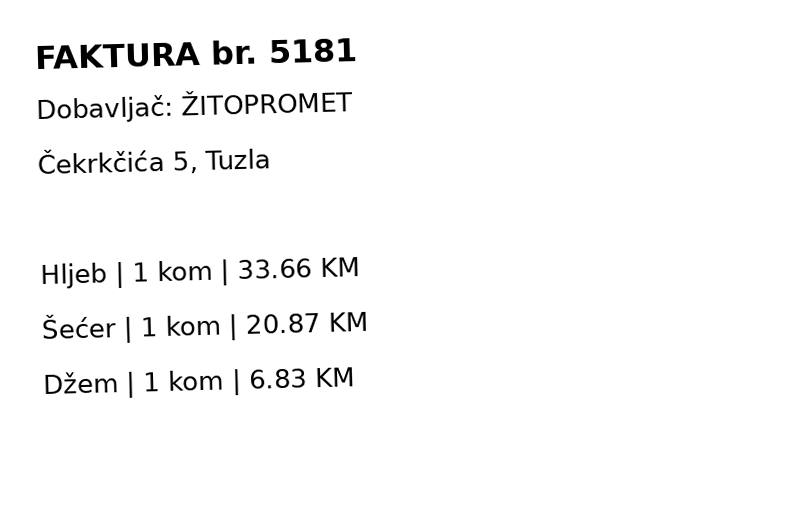 FAKTURA br. 5181
Dobavljač: ŽITOPROMET
Čekrkčića 5, Tuzla
Hljeb | 1 kom | 33.66 KM
Šećer | 1 kom | 20.87 KM
Džem | 1 kom | 6.83 KM